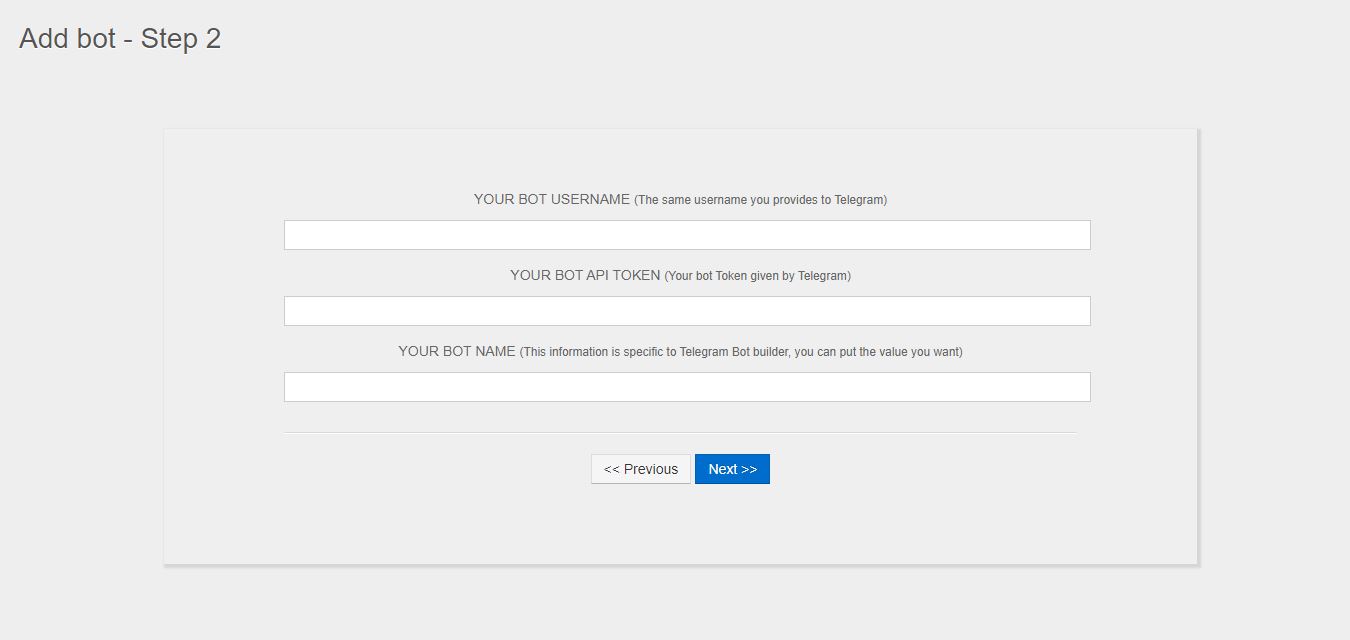 Add bot - Step 2
YOUR BOT USERNAME (The same username you provides to Telegram)
YOUR BOT API TOKEN (Your bot Token given by Telegram)
YOUR BOT NAME (This information is specific to Telegram Bot builder, you can put the value you want)
<< Previous Next >>